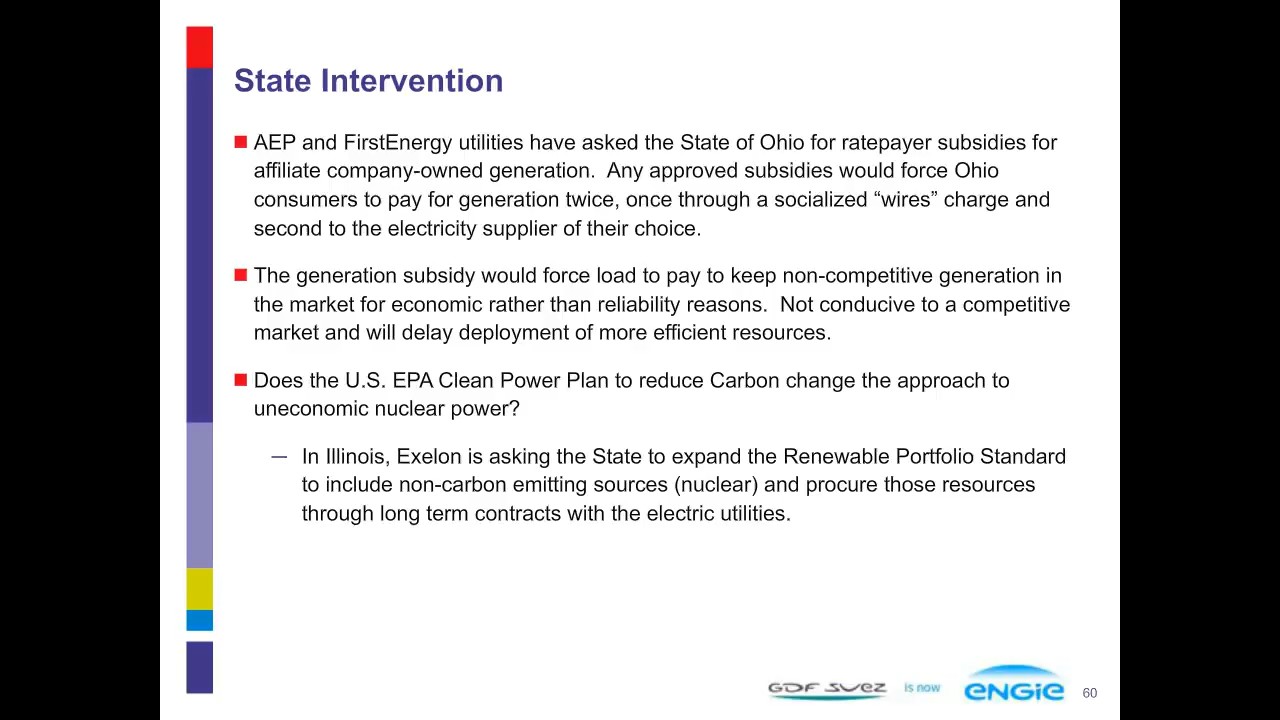 State Intervention
AEP and FirstEnergy utilities have asked the State of Ohio for ratepayer subsidies for
affiliate company-owned generation.  Any approved subsidies would force Ohio
consumers to pay for generation twice, once through a socialized “wires” charge and
second to the electricity supplier of their choice.
The generation subsidy would force load to pay to keep non-competitive generation in
the market for economic rather than reliability reasons.  Not conducive to a competitive
market and will delay deployment of more efficient resources.
Does the U.S. EPA Clean Power Plan to reduce Carbon change the approach to
uneconomic nuclear power?
— In Illinois, Exelon is asking the State to expand the Renewable Portfolio Standard
to include non-carbon emitting sources (nuclear) and procure those resources
through long term contracts with the electric utilities.
GDF SUEZ is now ENGIE 60